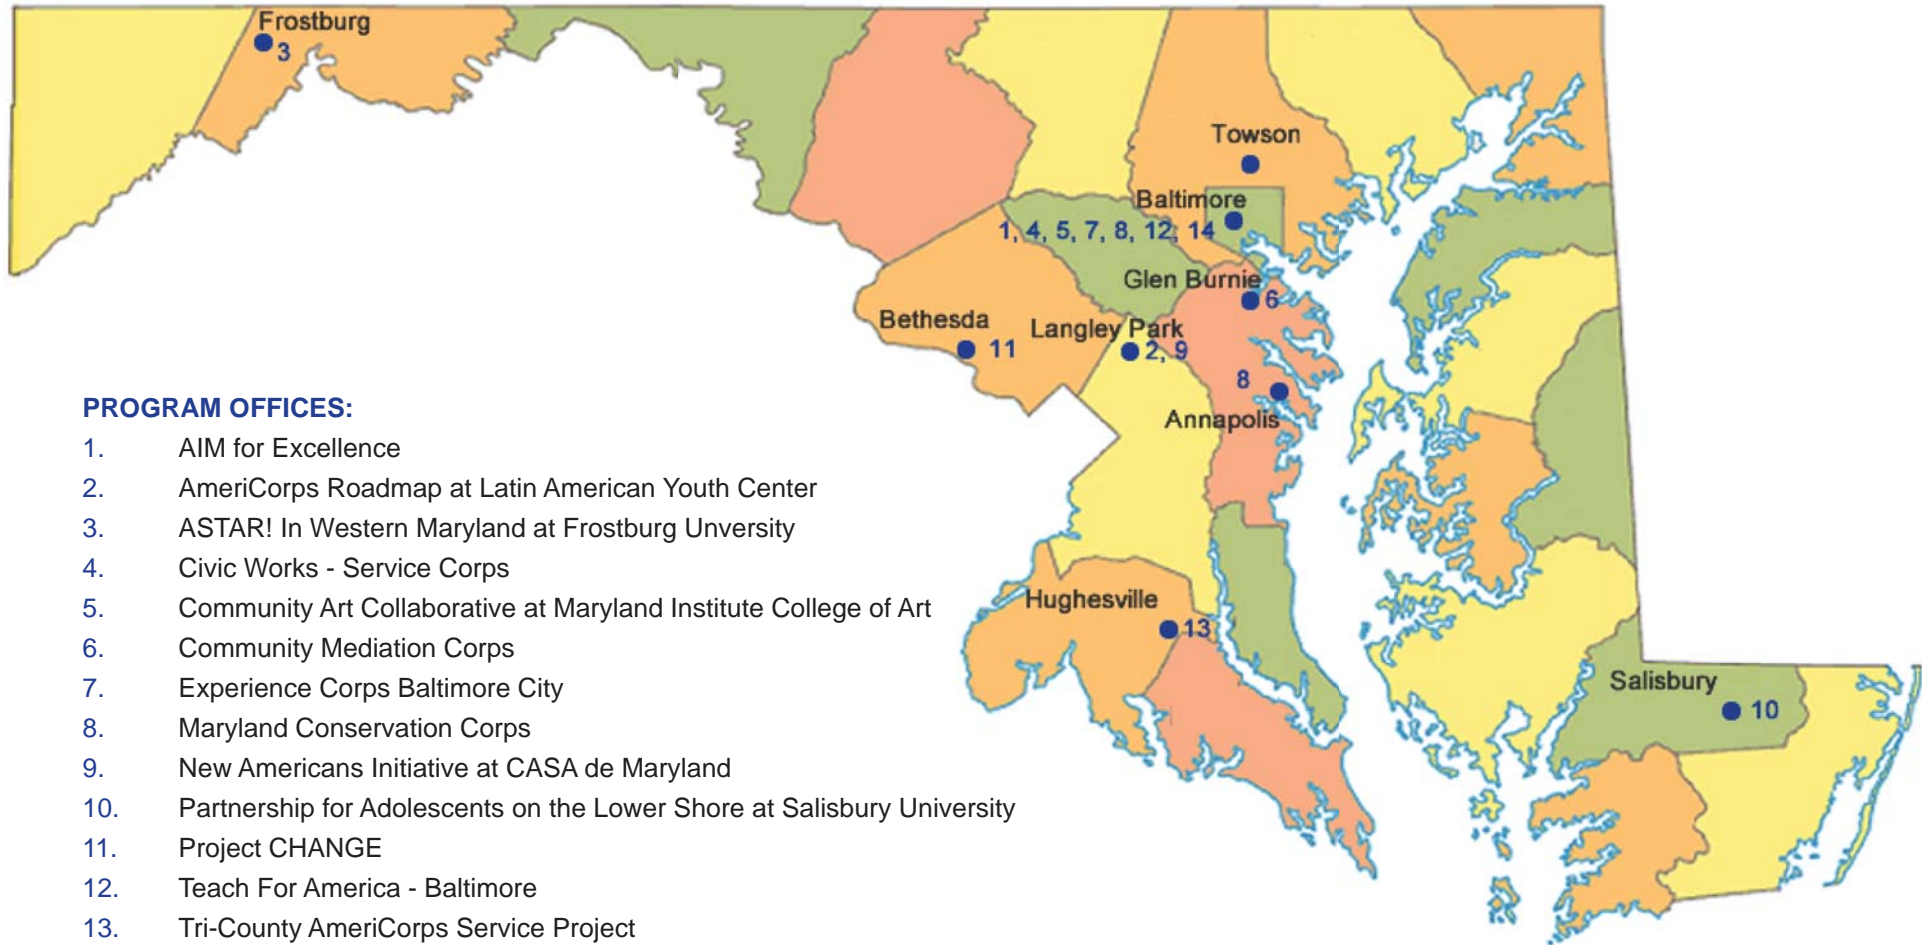 Frostburg
3
Towson
Baltimore
1, 4, 5, 7, 8, 12, 14
Glen Burnie
6
Bethesda
11
Langley Park
2, 9
8
Annapolis
PROGRAM OFFICES:
1. AIM for Excellence
2. AmeriCorps Roadmap at Latin American Youth Center
3. ASTAR! In Western Maryland at Frostburg Unversity
4. Civic Works - Service Corps
5. Community Art Collaborative at Maryland Institute College of Art
6. Community Mediation Corps
7. Experience Corps Baltimore City
8. Maryland Conservation Corps
9. New Americans Initiative at CASA de Maryland
10. Partnership for Adolescents on the Lower Shore at Salisbury University
11. Project CHANGE
12. Teach For America - Baltimore
13. Tri-County AmeriCorps Service Project
Hughesville
13
Salisbury
10